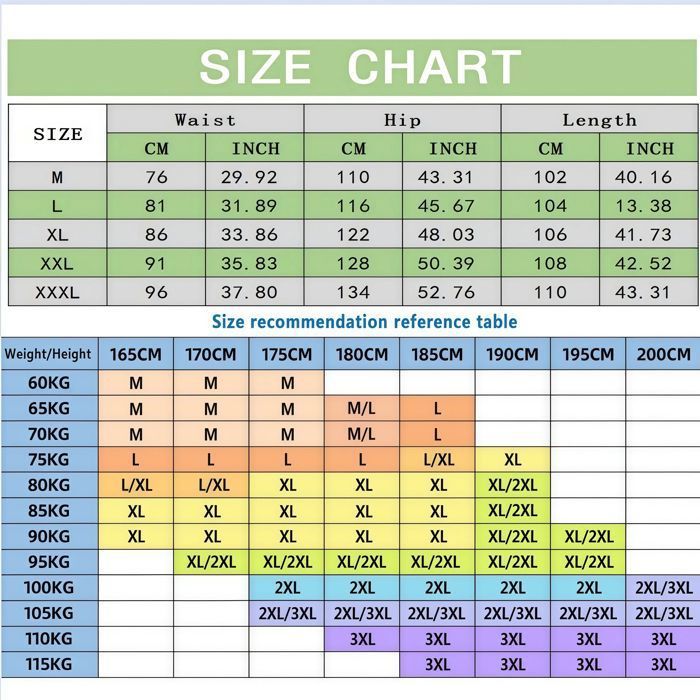 SIZE CHART
SIZE Waist Hip Length
CM INCH CM INCH CM INCH
M 76 29.92 110 43.31 102 40.16
L 81 31.89 116 45.67 104 13.38
XL 86 33.86 122 48.03 106 41.73
XXL 91 35.83 128 50.39 108 42.52
XXXL 96 37.80 134 52.76 110 43.31
Size recommendation reference table
Weight/Height 165CM 170CM 175CM 180CM 185CM 190CM 195CM 200CM
60KG M M M
65KG M M M M/L L
70KG M M M M/L L
75KG L L L L L/XL XL
80KG L/XL L/XL XL XL XL XL/2XL
85KG XL XL XL XL XL XL/2XL
90KG XL XL XL XL XL XL/2XL XL/2XL
95KG XL/2XL XL/2XL XL/2XL XL/2XL XL/2XL XL/2XL
100KG 2XL 2XL 2XL 2XL 2XL 2XL/3XL
105KG 2XL/3XL 2XL/3XL 2XL/3XL 2XL/3XL 2XL/3XL 2XL/3XL
110KG 3XL 3XL 3XL 3XL 3XL
115KG 3XL 3XL 3XL 3XL